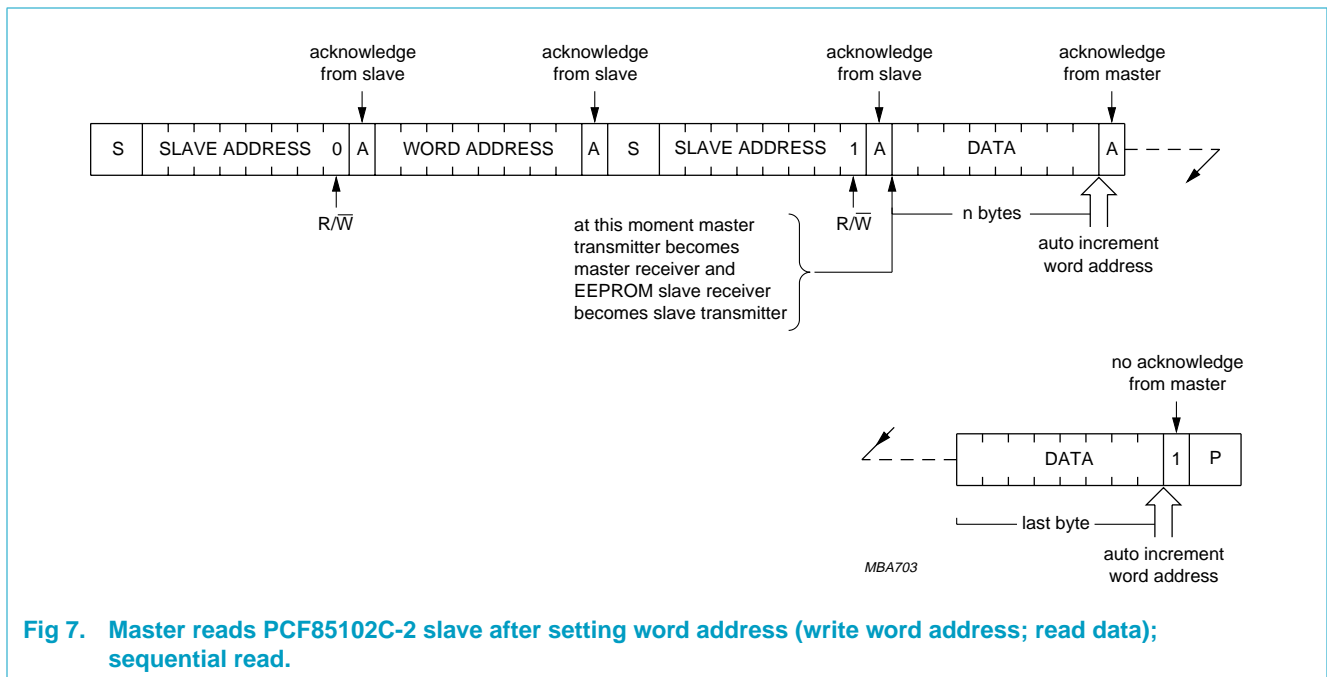 acknowledge
from slave
acknowledge
from slave
acknowledge
from slave
acknowledge
from master
S SLAVE ADDRESS 0 A WORD ADDRESS A S SLAVE ADDRESS 1 A DATA A
R/W̅
R/W̅
at this moment master
transmitter becomes
master receiver and
EEPROM slave receiver
becomes slave transmitter
n bytes
auto increment
word address
no acknowledge
from master
DATA 1 P
last byte
auto increment
word address
MBA703
Fig 7. Master reads PCF85102C-2 slave after setting word address (write word address; read data);
sequential read.